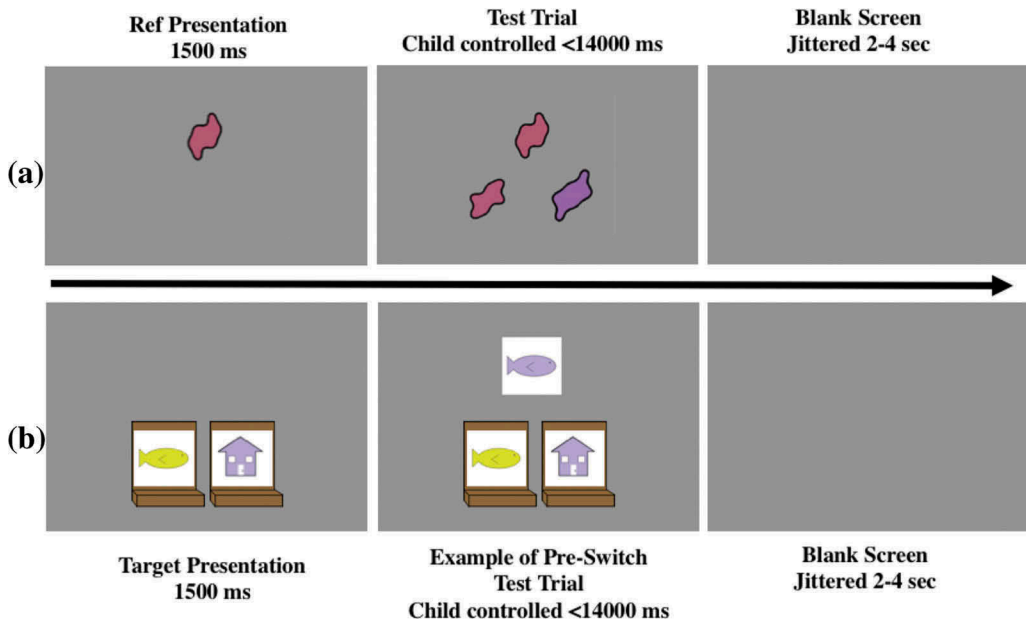 Ref Presentation
1500 ms
Test Trial
Child controlled <14000 ms
Blank Screen
Jittered 2-4 sec
(a)
(b)
Target Presentation
1500 ms
Example of Pre-Switch
Test Trial
Child controlled <14000 ms
Blank Screen
Jittered 2-4 sec